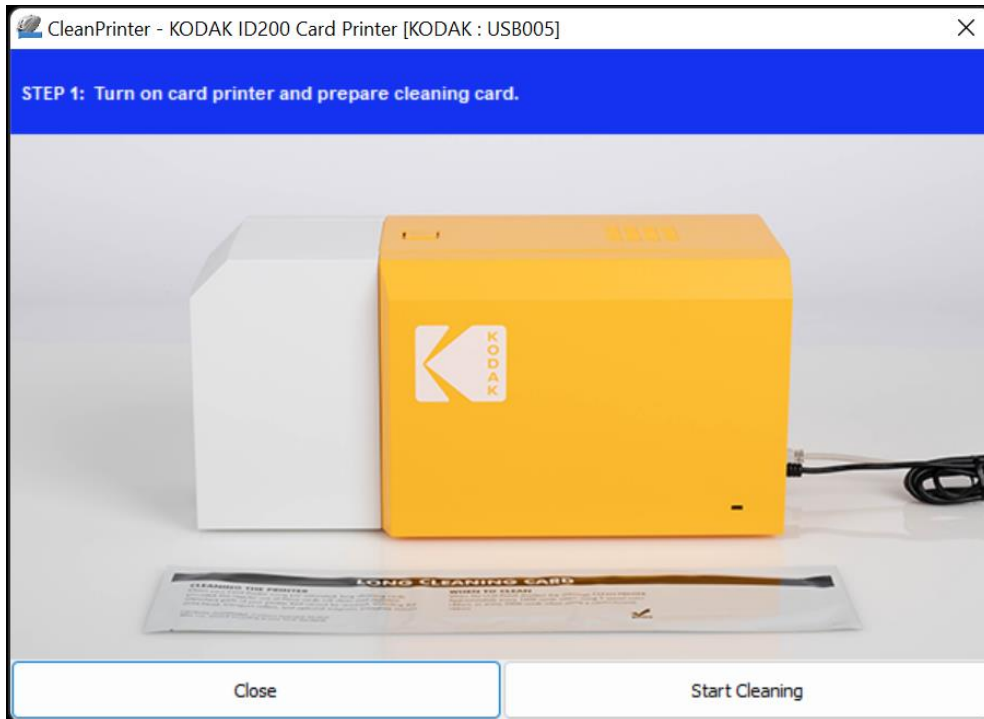 CleanPrinter - KODAK ID200 Card Printer [KODAK : USB005]
STEP 1: Turn on card printer and prepare cleaning card.
KODAK
LONG CLEANING CARD
CLEANING THE PRINTER
WHEN TO CLEAN
Close
Start Cleaning